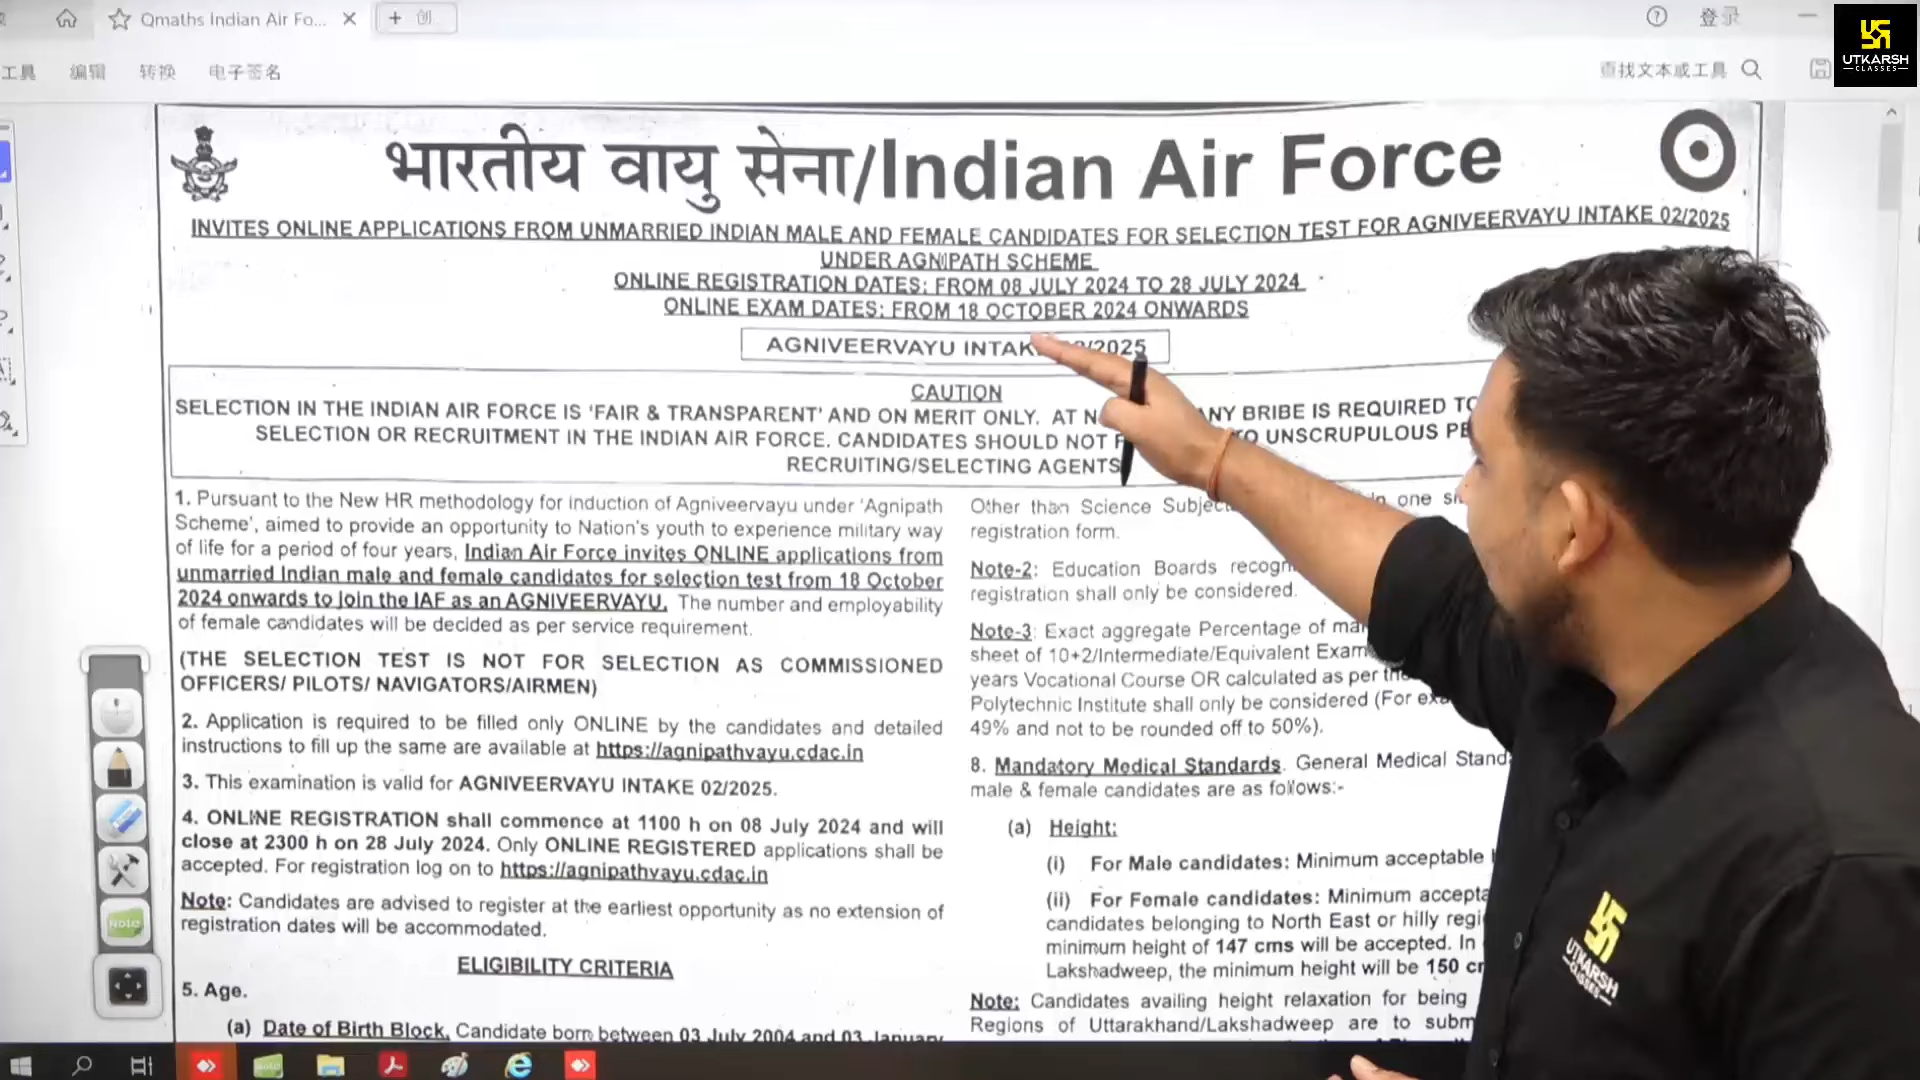 Qmaths Indian Air Fo...
登录
工具 编辑 转换 电子签名
查找文本或工具
UTKARSH
CLASSES
भारतीय वायु सेना/Indian Air Force
INVITES ONLINE APPLICATIONS FROM UNMARRIED INDIAN MALE AND FEMALE CANDIDATES FOR SELECTION TEST FOR AGNIVEERVAYU INTAKE 02/2025
UNDER AGNIPATH SCHEME
ONLINE REGISTRATION DATES: FROM 08 JULY 2024 TO 28 JULY 2024
ONLINE EXAM DATES: FROM 18 OCTOBER 2024 ONWARDS
AGNIVEERVAYU INTAK /2025
CAUTION
SELECTION IN THE INDIAN AIR FORCE IS 'FAIR & TRANSPARENT' AND ON MERIT ONLY. AT ANY BRIBE IS REQUIRED
SELECTION OR RECRUITMENT IN THE INDIAN AIR FORCE. CANDIDATES SHOULD NOT UNSCRUPULOUS
RECRUITING/SELECTING AGENTS
1. Pursuant to the New HR methodology for induction of Agniveervayu under 'Agnipath
Scheme', aimed to provide an opportunity to Nation's youth to experience military way
of life for a period of four years, Indian Air Force invites ONLINE applications from
unmarried Indian male and female candidates for selection test from 18 October
2024 onwards to join the IAF as an AGNIVEERVAYU. The number and employability
of female candidates will be decided as per service requirement.
(THE SELECTION TEST IS NOT FOR SELECTION AS COMMISSIONED
OFFICERS/ PILOTS/ NAVIGATORS/AIRMEN)
2. Application is required to be filled only ONLINE by the candidates and detailed
instructions to fill up the same are available at https://agnipathvayu.cdac.in
3. This examination is valid for AGNIVEERVAYU INTAKE 02/2025.
4. ONLINE REGISTRATION shall commence at 1100 h on 08 July 2024 and will
close at 2300 h on 28 July 2024. Only ONLINE REGISTERED applications shall be
accepted. For registration log on to https://agnipathvayu.cdac.in
Note: Candidates are advised to register at the earliest opportunity as no extension of
registration dates will be accommodated.
ELIGIBILITY CRITERIA
5. Age.
(a) Date of Birth Block. Candidate born between 03 July 2004 and 03 January
Other than Science in one
registration form.
Note-2: Education Boards
registration shall only be considered.
Note-3: Exact aggregate Percentage of
sheet of 10+2/Intermediate/Equivalent
years Vocational Course OR calculated as per
Polytechnic Institute shall only be considered (For
49% and not to be rounded off to 50%).
8. Mandatory Medical Standards. General Medical
male & female candidates are as follows:-
(a) Height:
(i) For Male candidates: Minimum acceptable
(ii) For Female candidates: Minimum
candidates belonging to North East or hilly
minimum height of 147 cms will be accepted. In
Lakshadweep, the minimum height will be 150
Note: Candidates availing height relaxation for being
Regions of Uttarakhand/Lakshadweep are to
Note
UTKARSH
CLASSES